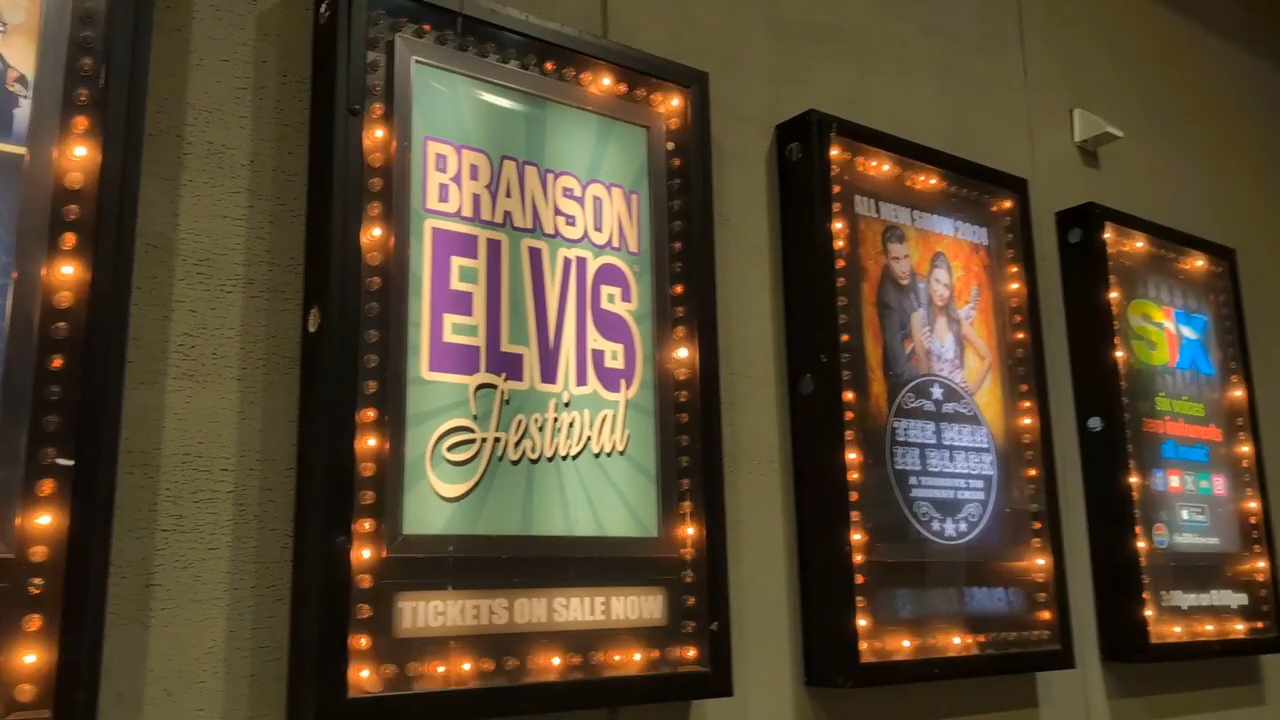 BRANSON
ELVIS
Festival
TICKETS ON SALE NOW
ALL NEW SHOW 2024
THE MAN
IN BLACK
A TRIBUTE TO
JOHNNY CASH
SIX
six voices
zero instruments
all music